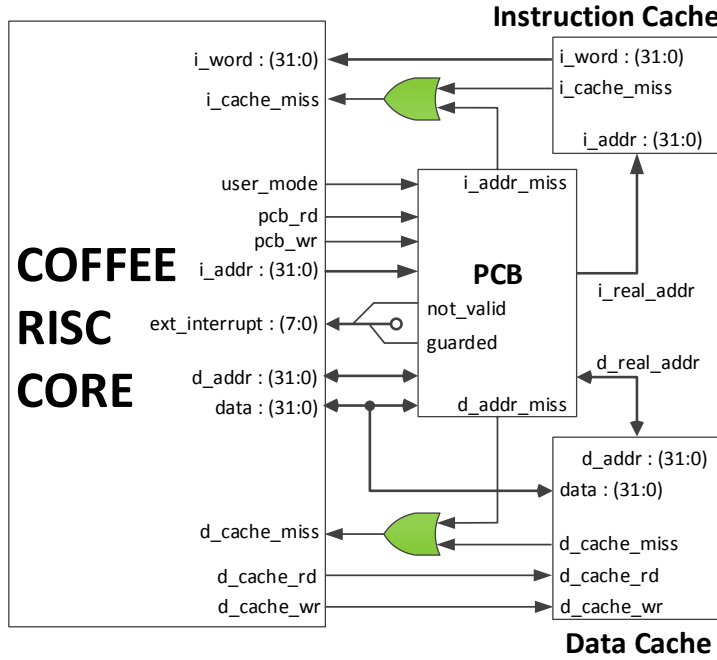 Instruction Cache
i_word : (31:0)
i_cache_miss
i_word : (31:0)
i_cache_miss
i_addr : (31:0)
user_mode
pcb_rd
pcb_wr
i_addr : (31:0)
ext_interrupt : (7:0)
d_addr : (31:0)
data : (31:0)
COFFEE
RISC
CORE
i_addr_miss
PCB
not_valid
guarded
d_addr_miss
i_real_addr
d_real_addr
d_cache_miss
d_cache_rd
d_cache_wr
d_addr : (31:0)
data : (31:0)
d_cache_miss
d_cache_rd
d_cache_wr
Data Cache